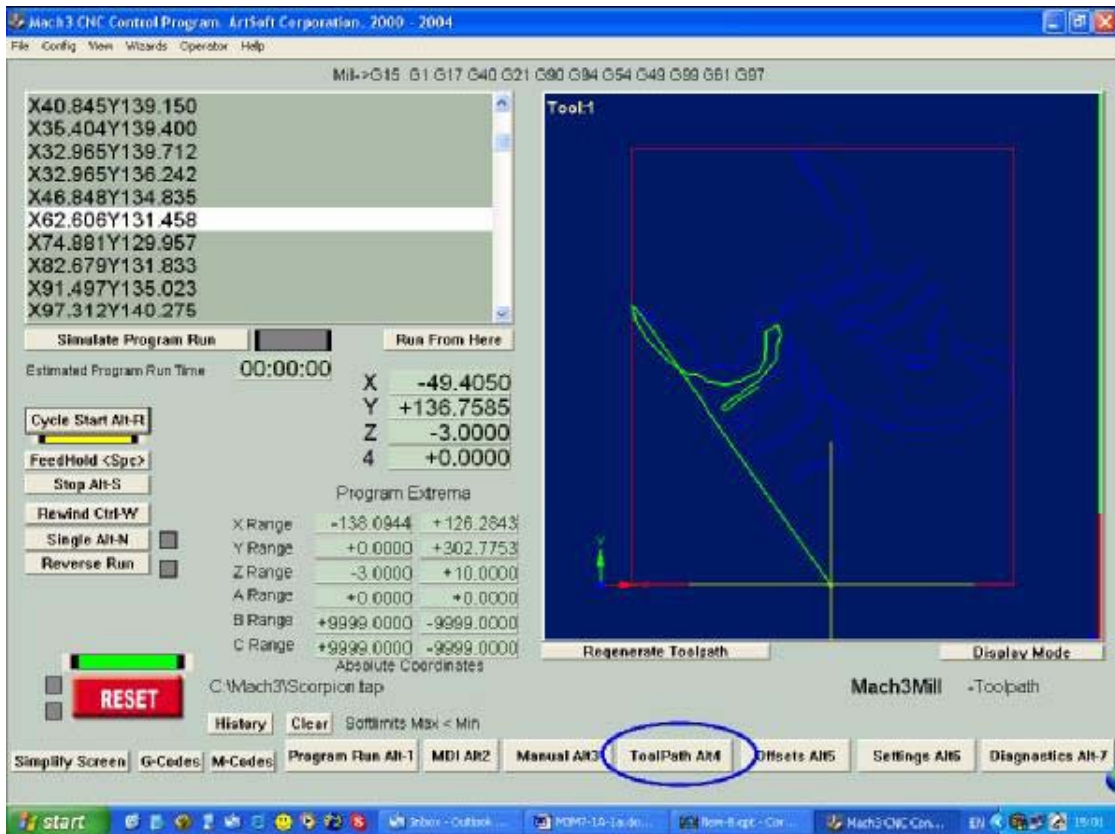 Mach3 CNC Control Program. ArtSoft Corporation. 2000 - 2004
File Config View Wizards Operator Help
Mill->G15 G1 G17 G40 G21 G90 G94 G54 G49 G99 G61 G97
X40.845Y139.150
X35.404Y139.400
X32.965Y139.712
X32.965Y136.242
X46.848Y134.835
X62.606Y131.458
X74.881Y129.957
X82.679Y131.833
X91.497Y135.023
X97.312Y140.275
Tool:1
Simulate Program Run
Run From Here
Estimated Program Run Time 00:00:00
X -49.4050
Y +136.7585
Z -3.0000
4 +0.0000
Cycle Start Alt-R
FeedHold <Spc>
Stop Alt-S
Rewind Ctrl-W
Single Alt-N
Reverse Run
Program Extrema
X Range -138.0944 +126.2843
Y Range +0.0000 +302.7753
Z Range -3.0000 +10.0000
A Range +0.0000 +0.0000
B Range +9999.0000 -9999.0000
C Range +9999.0000 -9999.0000
Absolute Coordinates
Y
Regenerate Toolpath
Display Mode
RESET
C:\Mach3\Scorpion.tap
Mach3Mill -Toolpath
History Clear Softlimits Max < Min
Simplify Screen G-Codes M-Codes Program Run Alt-1 MDI Alt2 Manual Alt3 ToolPath Alt4 Offsets Alt5 Settings Alt6 Diagnostics Alt-7
start Inbox - Outlook ... Mach3 CNC Con... EN 15:01